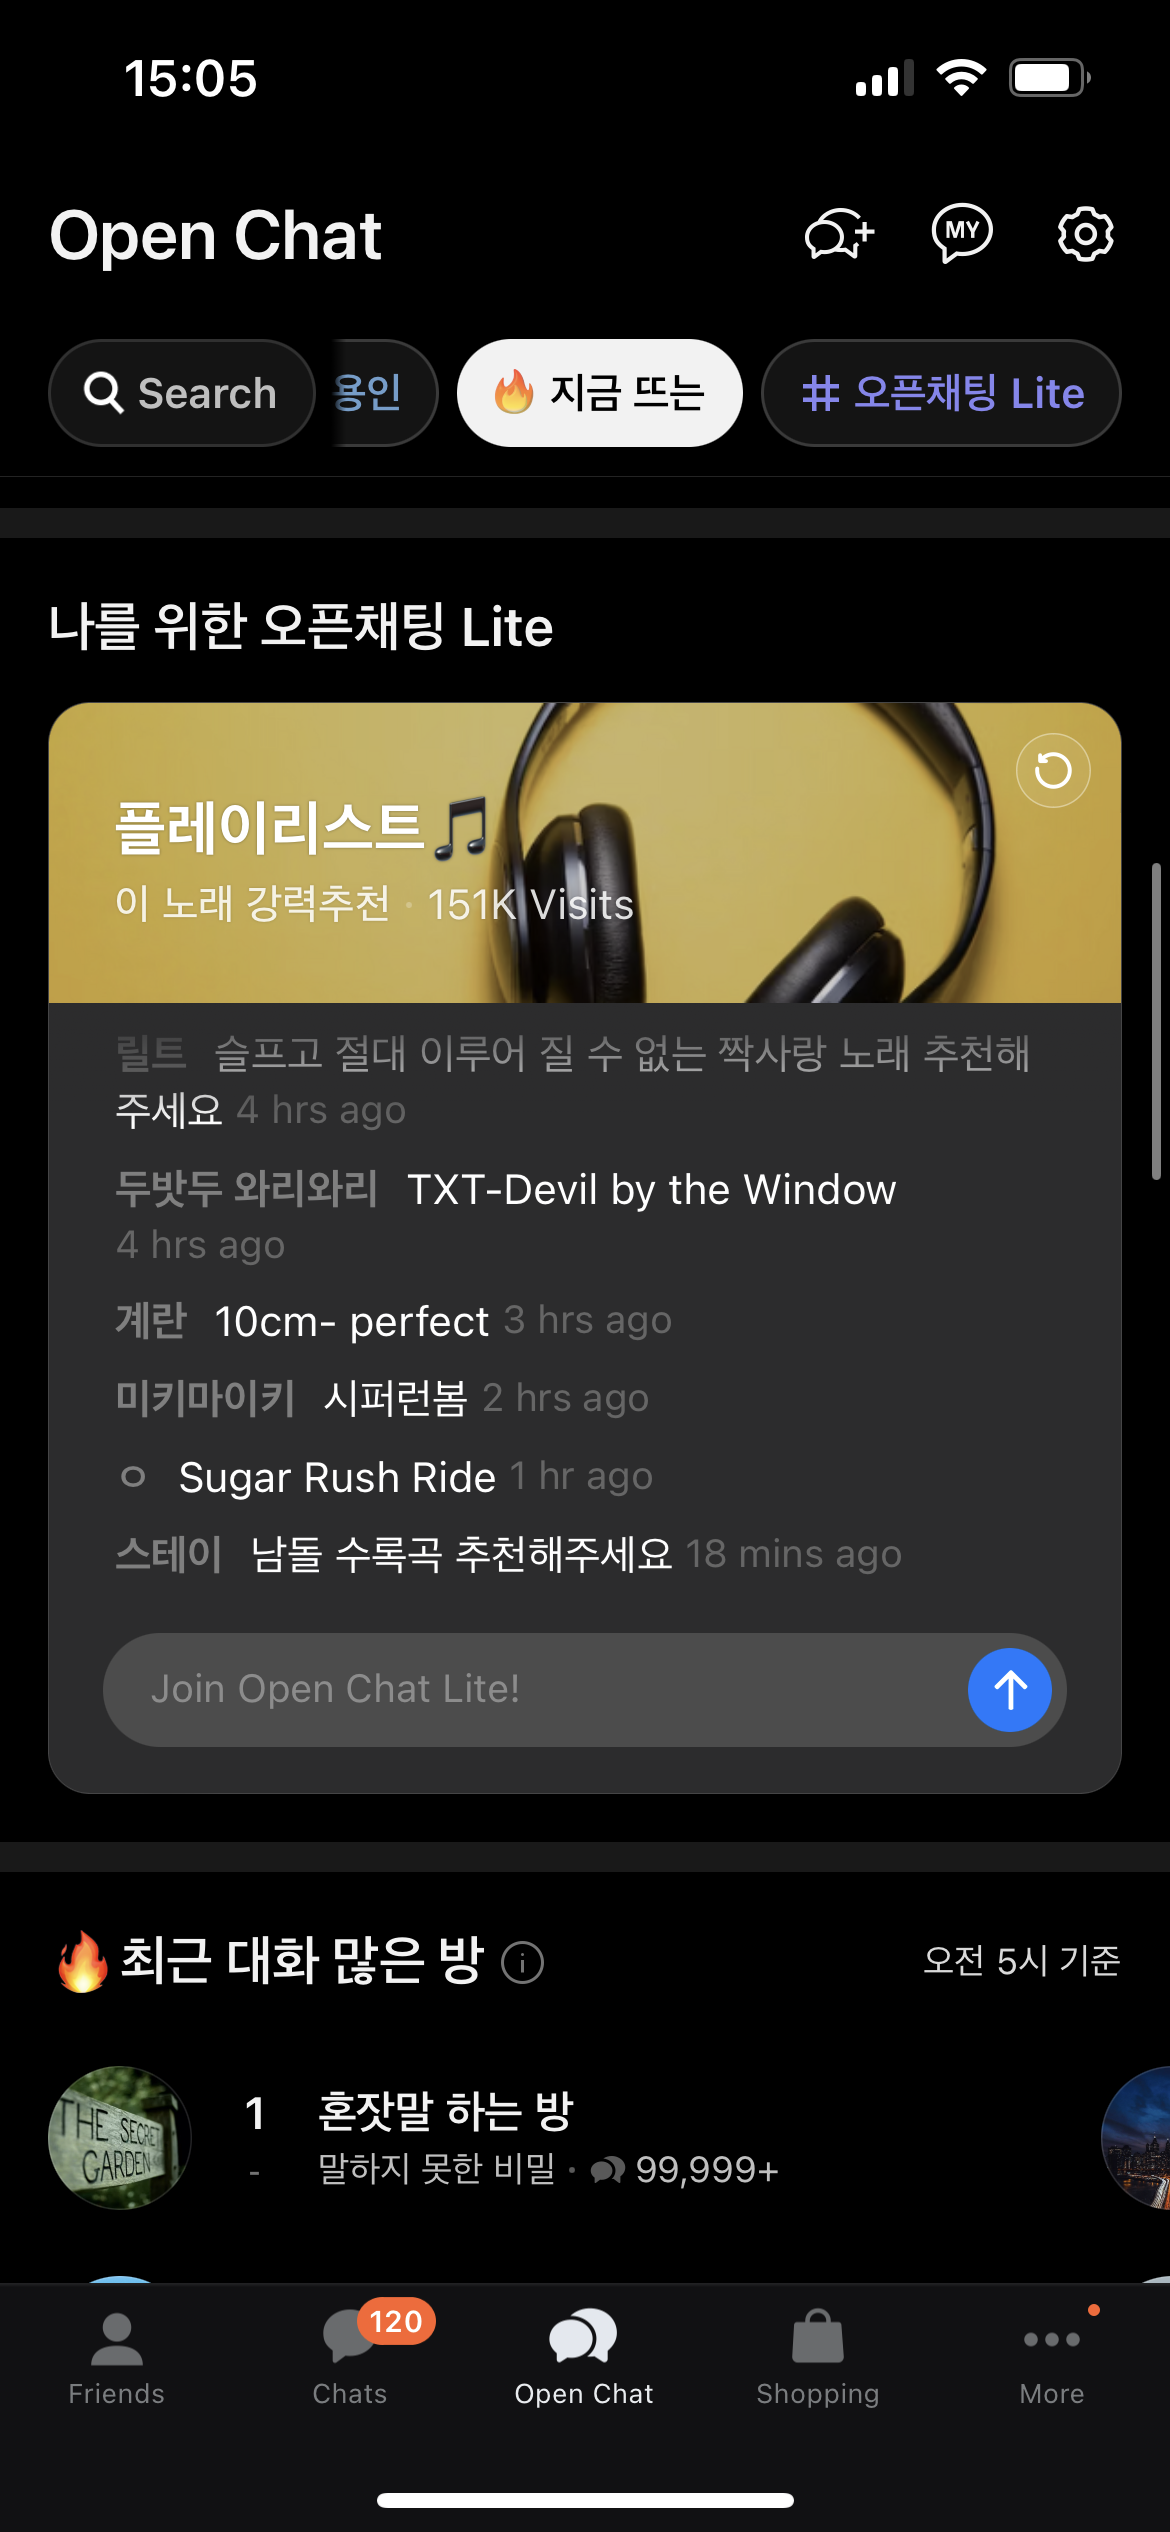 15:05
Open Chat
MY
Search
용인
🔥 지금 뜨는
# 오픈채팅 Lite
나를 위한 오픈채팅 Lite
플레이리스트🎵
이 노래 강력추천 · 151K Visits
릴트 슬프고 절대 이루어 질 수 없는 짝사랑 노래 추천해
주세요 4 hrs ago
두밧두 와리와리 TXT-Devil by the Window
4 hrs ago
계란 10cm- perfect 3 hrs ago
미키마이키 시퍼런봄 2 hrs ago
ㅇ Sugar Rush Ride 1 hr ago
스테이 남돌 수록곡 추천해주세요 18 mins ago
Join Open Chat Lite!
🔥 최근 대화 많은 방
오전 5시 기준
THE SECRET
GARDEN
1
-
혼잣말 하는 방
말하지 못한 비밀 · 99,999+
120
Friends
Chats
Open Chat
Shopping
More